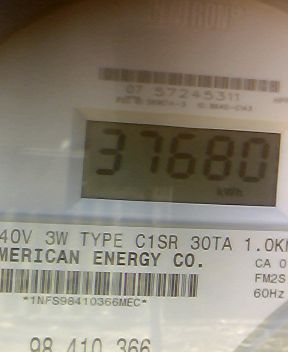 07 57245311
37680
kWh
40V 3W TYPE C1SR 30TA 1.0K
MERICAN ENERGY CO.
CA 0
FM2S
60Hz
*1NFS98410366MEC*
98 410 366